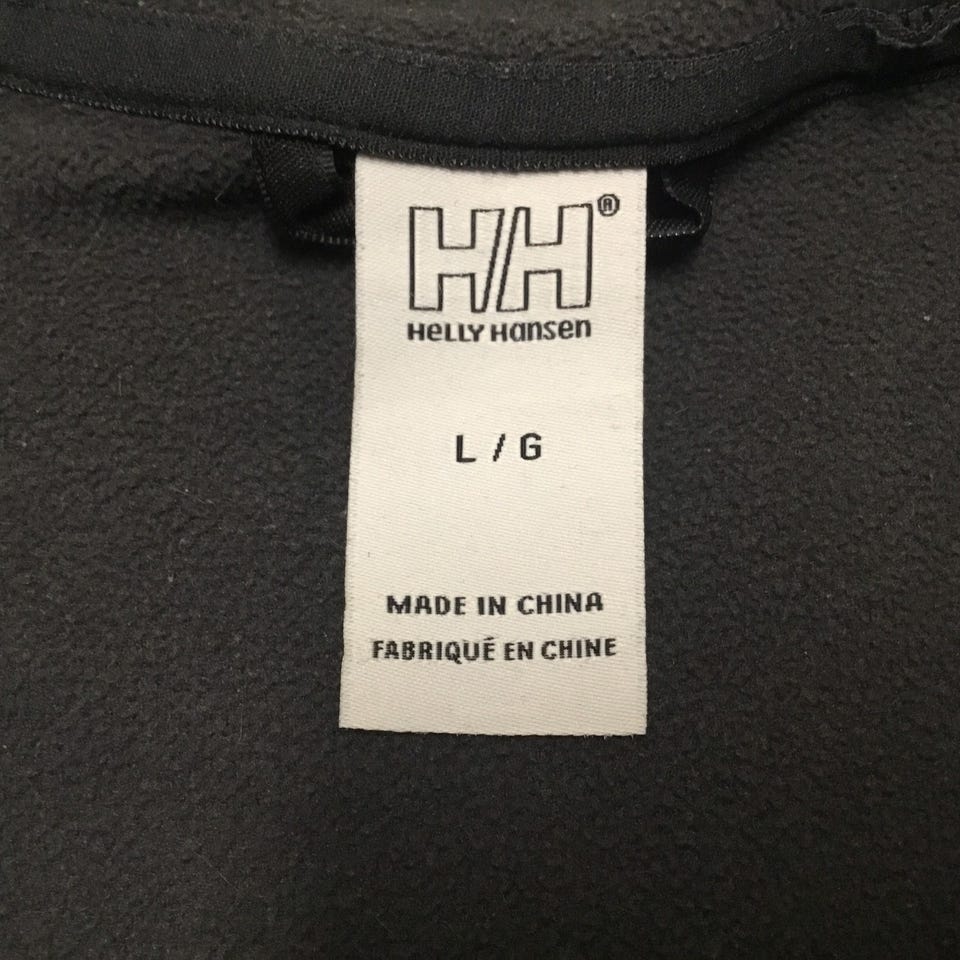 HH®
Helly Hansen
L / G
MADE IN CHINA
FABRIQUÉ EN CHINE